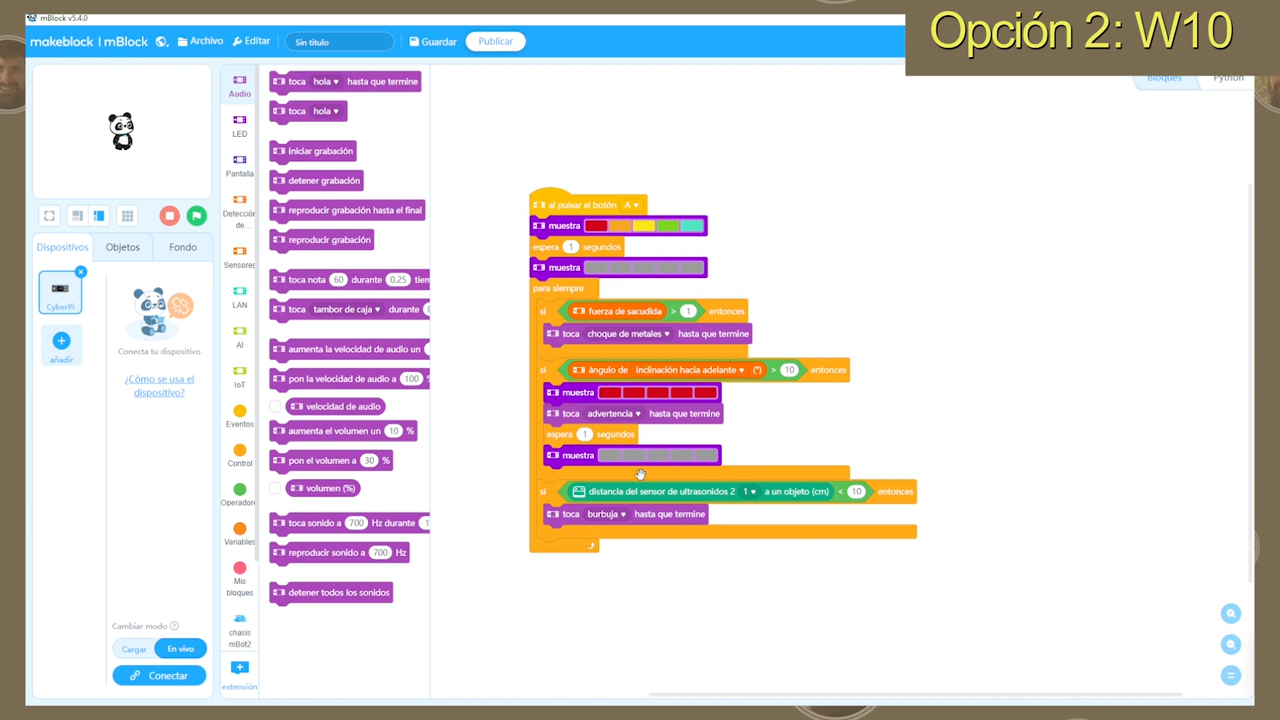 mBlock v5.4.0
Opción 2: W10
makeblock | mBlock
Archivo
Editar
Sin título
Guardar
Publicar
Bloques
Python
Audio
LED
Pantalla
Detección
de...
Sensores
LAN
AI
IoT
Eventos
Control
Operador
Variables
Mis
bloques
chasis
mBot2
extensión
Dispositivos
Objetos
Fondo
CyberPi
añadir
Conecta tu dispositivo
¿Cómo se usa el
dispositivo?
Cambiar modo ?
Cargar
En vivo
Conectar
toca hola hasta que termine
toca hola
iniciar grabación
detener grabación
reproducir grabación hasta el final
reproducir grabación
toca nota 60 durante 0.25
toca tambor de caja durante
aumenta la velocidad de audio un
pon la velocidad de audio a 100
velocidad de audio
aumenta el volumen un 10 %
pon el volumen a 30 %
volumen (%)
toca sonido a 700 Hz durante 1
reproducir sonido a 700 Hz
detener todos los sonidos
al pulsar el botón A
muestra
espera 1 segundos
muestra
para siempre
si fuerza de sacudida > 1 entonces
toca choque de metales hasta que termine
si ángulo de inclinación hacia adelante (°) > 10 entonces
muestra
toca advertencia hasta que termine
espera 1 segundos
muestra
si distancia del sensor de ultrasonidos 2 1 a un objeto (cm) < 10 entonces
toca burbuja hasta que termine